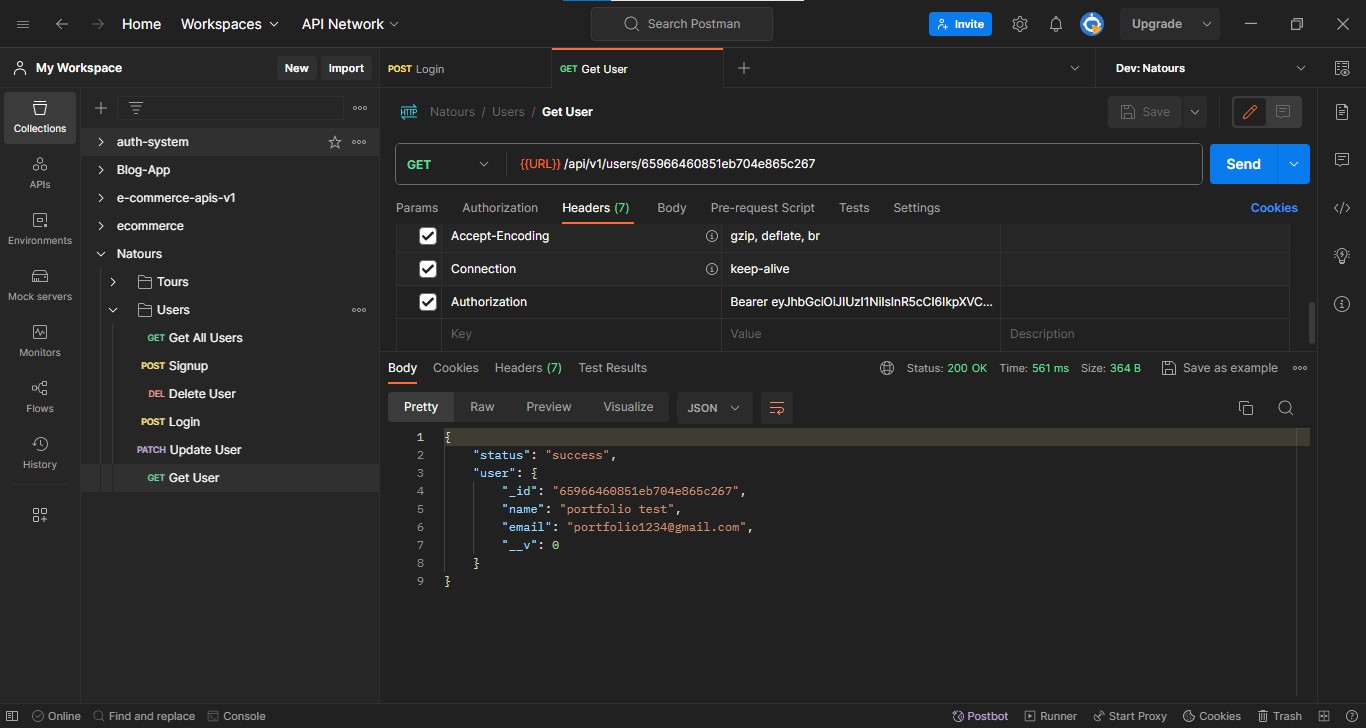 Home Workspaces API Network Search Postman Invite Upgrade
My Workspace New Import POST Login GET Get User Dev: Natours
Collections
APIs
Environments
Mock servers
Monitors
Flows
History
auth-system
Blog-App
e-commerce-apis-v1
ecommerce
Natours
Tours
Users
GET Get All Users
POST Signup
DEL Delete User
POST Login
PATCH Update User
GET Get User
HTTP Natours / Users / Get User Save
GET {{URL}} /api/v1/users/65966460851eb704e865c267 Send
Params Authorization Headers (7) Body Pre-request Script Tests Settings Cookies
Accept-Encoding gzip, deflate, br
Connection keep-alive
Authorization Bearer eyJhbGciOiJIUzI1NiIsInR5cCI6IkpXVC...
Key Value Description
Body Cookies Headers (7) Test Results Status: 200 OK Time: 561 ms Size: 364 B Save as example
Pretty Raw Preview Visualize JSON
1 {
2 "status": "success",
3 "user": {
4 "_id": "65966460851eb704e865c267",
5 "name": "portfolio test",
6 "email": "portfolio1234@gmail.com",
7 "__v": 0
8 }
9 }
Online Find and replace Console Postbot Runner Start Proxy Cookies Trash